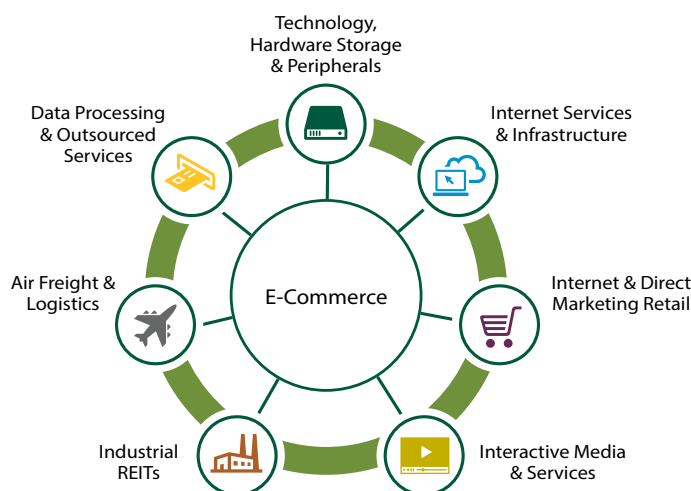 Technology,
Hardware Storage
& Peripherals
Internet Services
& Infrastructure
Internet & Direct
Marketing Retail
Interactive Media
& Services
Industrial
REITs
Air Freight &
Logistics
Data Processing
& Outsourced
Services
E-Commerce